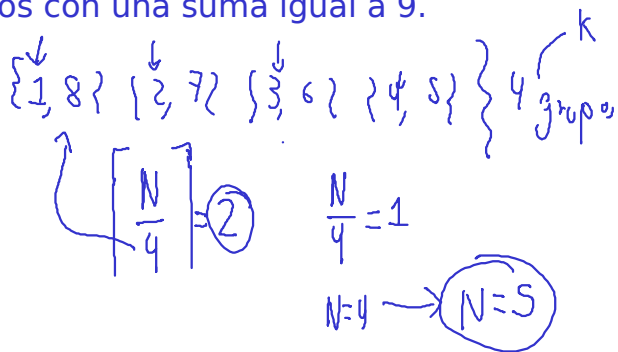 os con una suma igual a 9.
{1, 8} {2, 7} {3, 6} {4, 5} } 4 grupos
k
⌈N/4⌉ = 2 N/4 = 1
N=4 → N=5